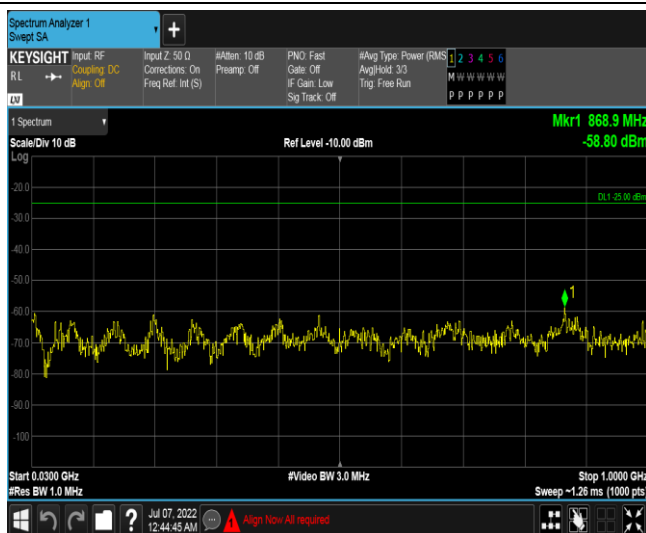 Spectrum Analyzer 1
Swept SA
+
KEYSIGHT
RL
LXI
Input: RF
Coupling: DC
Align: Off
Input Z: 50 Ω
Corrections: On
Freq Ref: Int (S)
#Atten: 10 dB
Preamp: Off
PNO: Fast
Gate: Off
IF Gain: Low
Sig Track: Off
#Avg Type: Power (RMS
Avg|Hold: 3/3
Trig: Free Run
1 2 3 4 5 6
M W W W W W
P P P P P P
1 Spectrum
Mkr1 868.9 MHz
-58.80 dBm
Scale/Div 10 dB
Ref Level -10.00 dBm
Log
-20.0
DL1 -25.00 dBm
-30.0
-40.0
-50.0
1
-60.0
-70.0
-80.0
-90.0
-100
Start 0.0300 GHz
#Video BW 3.0 MHz
Stop 1.0000 GHz
#Res BW 1.0 MHz
Sweep ~1.26 ms (1000 pts)
?
Jul 07, 2022
12:44:45 AM
Align Now All required